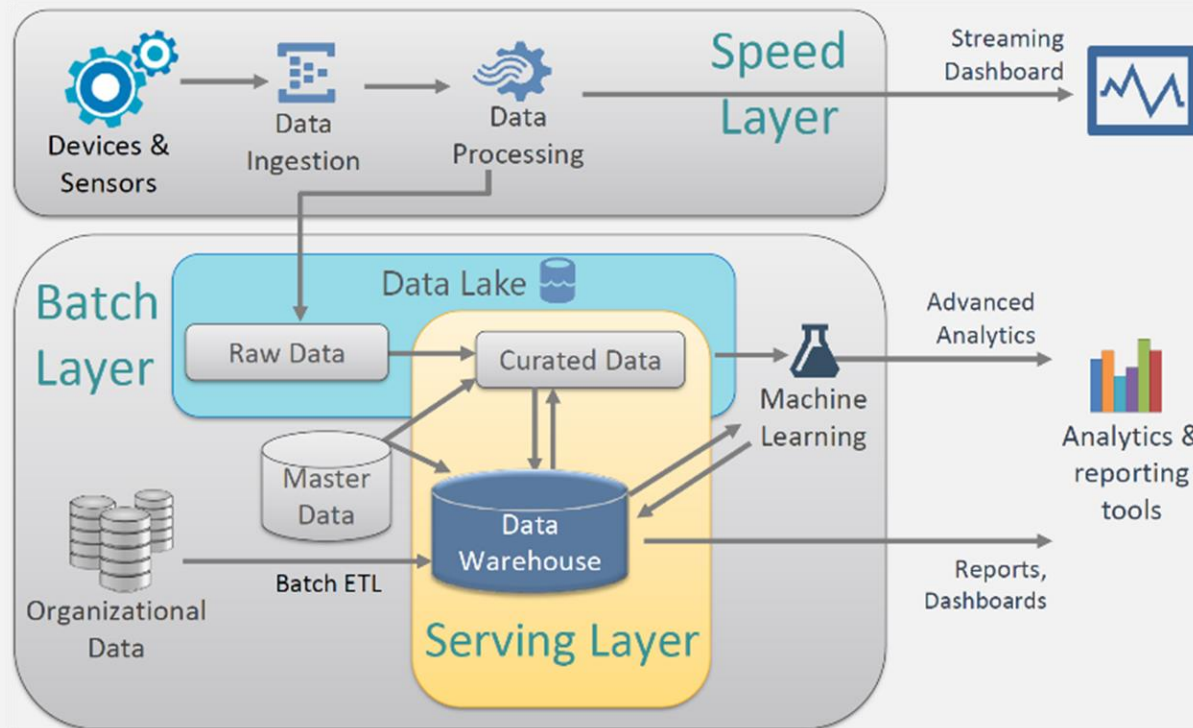 Speed
Layer
Devices &
Sensors
Data
Ingestion
Data
Processing
Streaming
Dashboard
Batch
Layer
Data Lake
Raw Data
Curated Data
Machine
Learning
Advanced
Analytics
Analytics &
reporting
tools
Master
Data
Data
Warehouse
Organizational
Data
Batch ETL
Reports,
Dashboards
Serving Layer